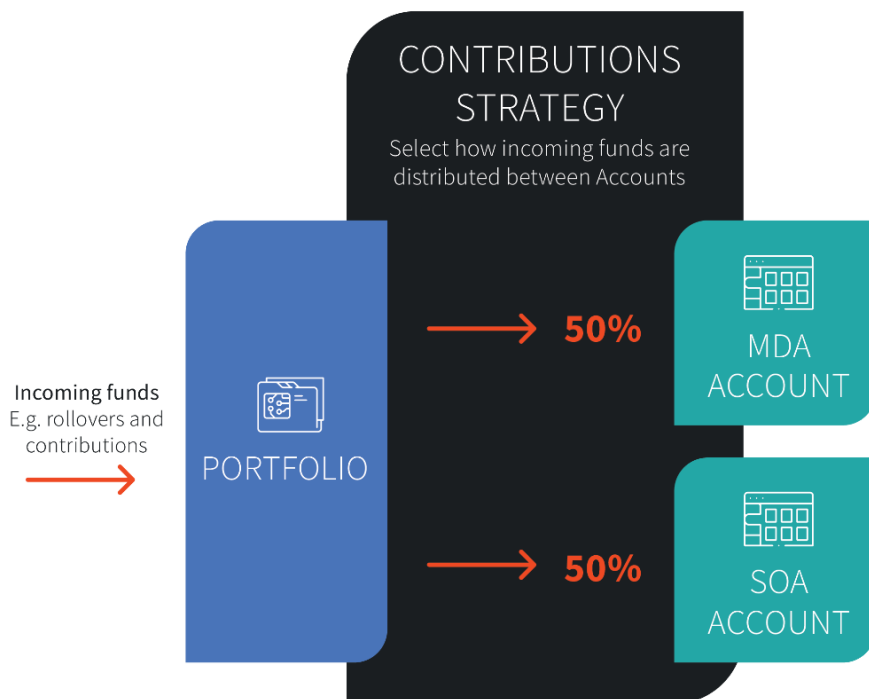 CONTRIBUTIONS
STRATEGY
Select how incoming funds are
distributed between Accounts
Incoming funds
E.g. rollovers and
contributions
PORTFOLIO
50%
MDA
ACCOUNT
50%
SOA
ACCOUNT